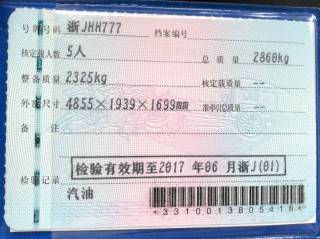 号牌号码 浙JHH777 档案编号
核定载人数 5人 总质量 2860kg
整备质量 2325kg 核定载质量 --
外廓尺寸 4855×1939×1699mm 准牵引总质量 --
备注
检验有效期至2017 年06 月浙J(01)
检验记录
汽油
*3310013805416*